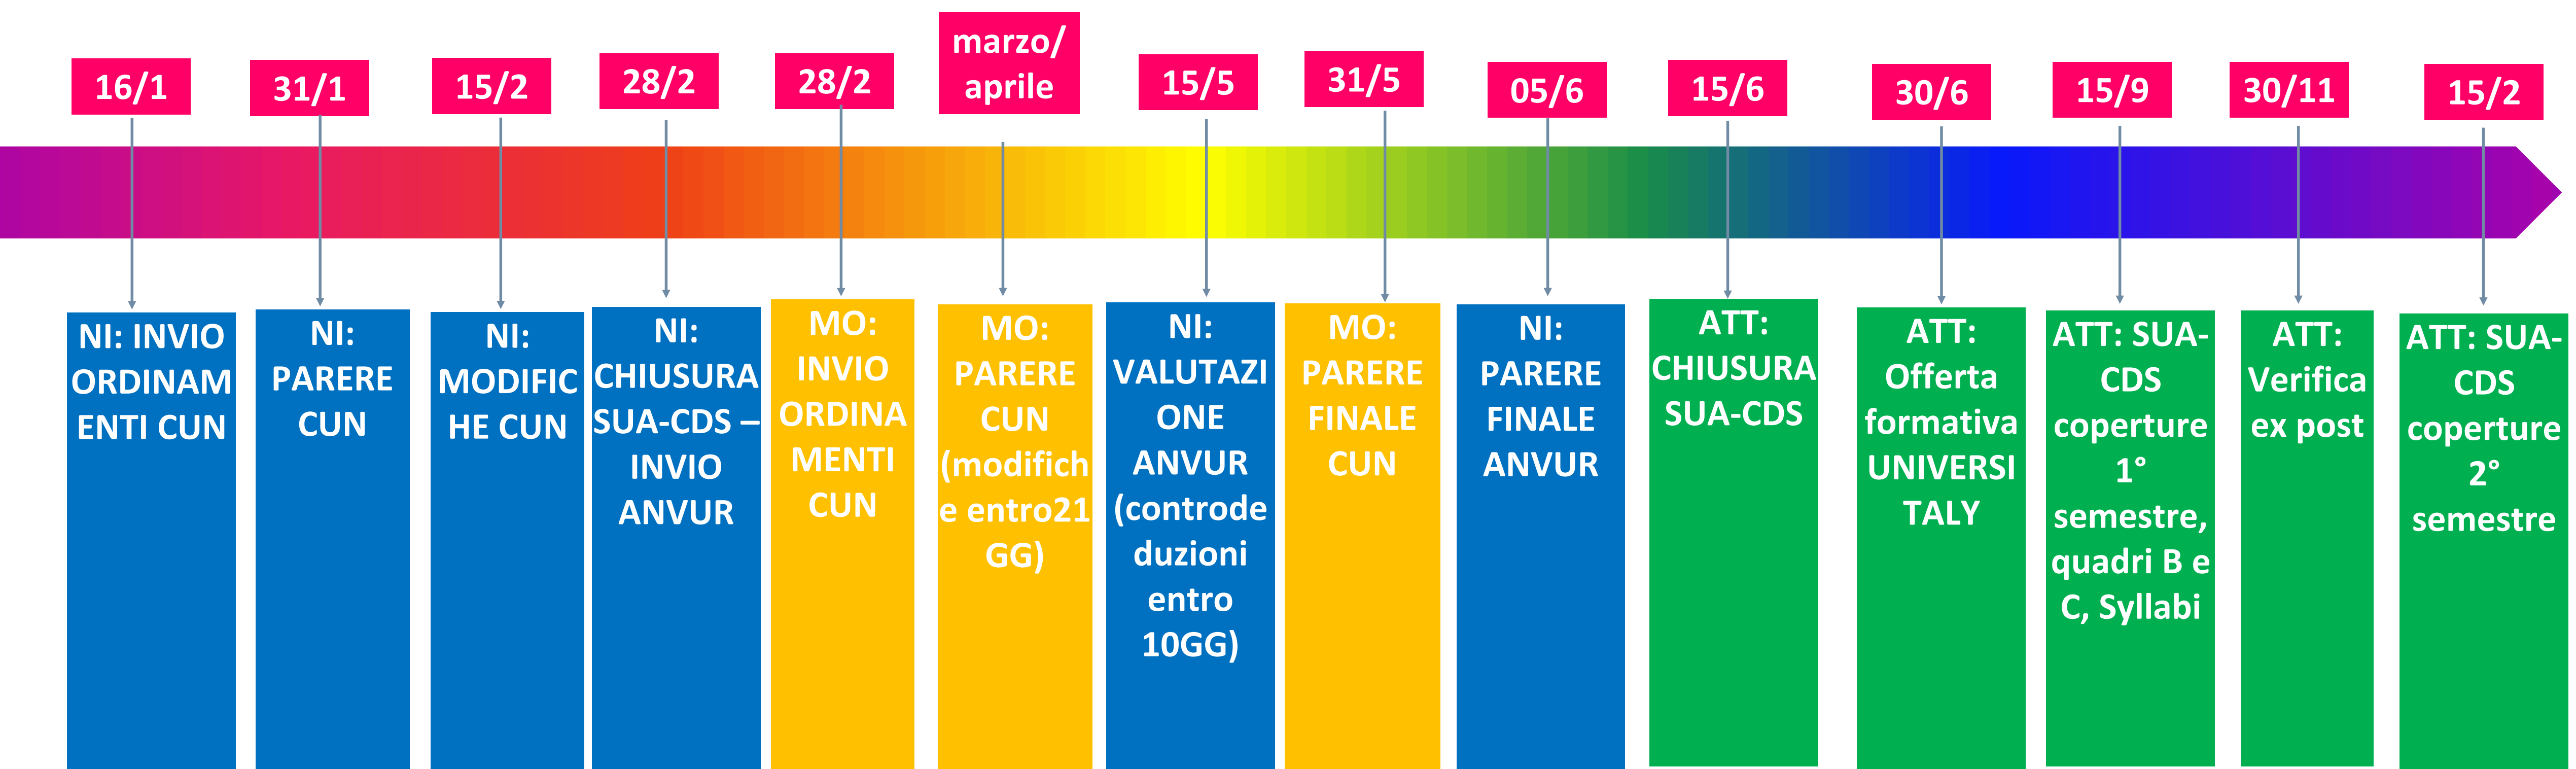 16/1
31/1
15/2
28/2
28/2
marzo/
aprile
15/5
31/5
05/6
15/6
30/6
15/9
30/11
15/2
NI: INVIO
ORDINAM
ENTI CUN
NI:
PARERE
CUN
NI:
MODIFIC
HE CUN
NI:
CHIUSURA
SUA-CDS –
INVIO
ANVUR
MO:
INVIO
ORDINA
MENTI
CUN
MO:
PARERE
CUN
(modifich
e entro21
GG)
NI:
VALUTAZI
ONE
ANVUR
(controde
duzioni
entro
10GG)
MO:
PARERE
FINALE
CUN
NI:
PARERE
FINALE
ANVUR
ATT:
CHIUSURA
SUA-CDS
ATT:
Offerta
formativa
UNIVERSI
TALY
ATT: SUA-
CDS
coperture
1°
semestre,
quadri B e
C, Syllabi
ATT:
Verifica
ex post
ATT: SUA-
CDS
coperture
2°
semestre